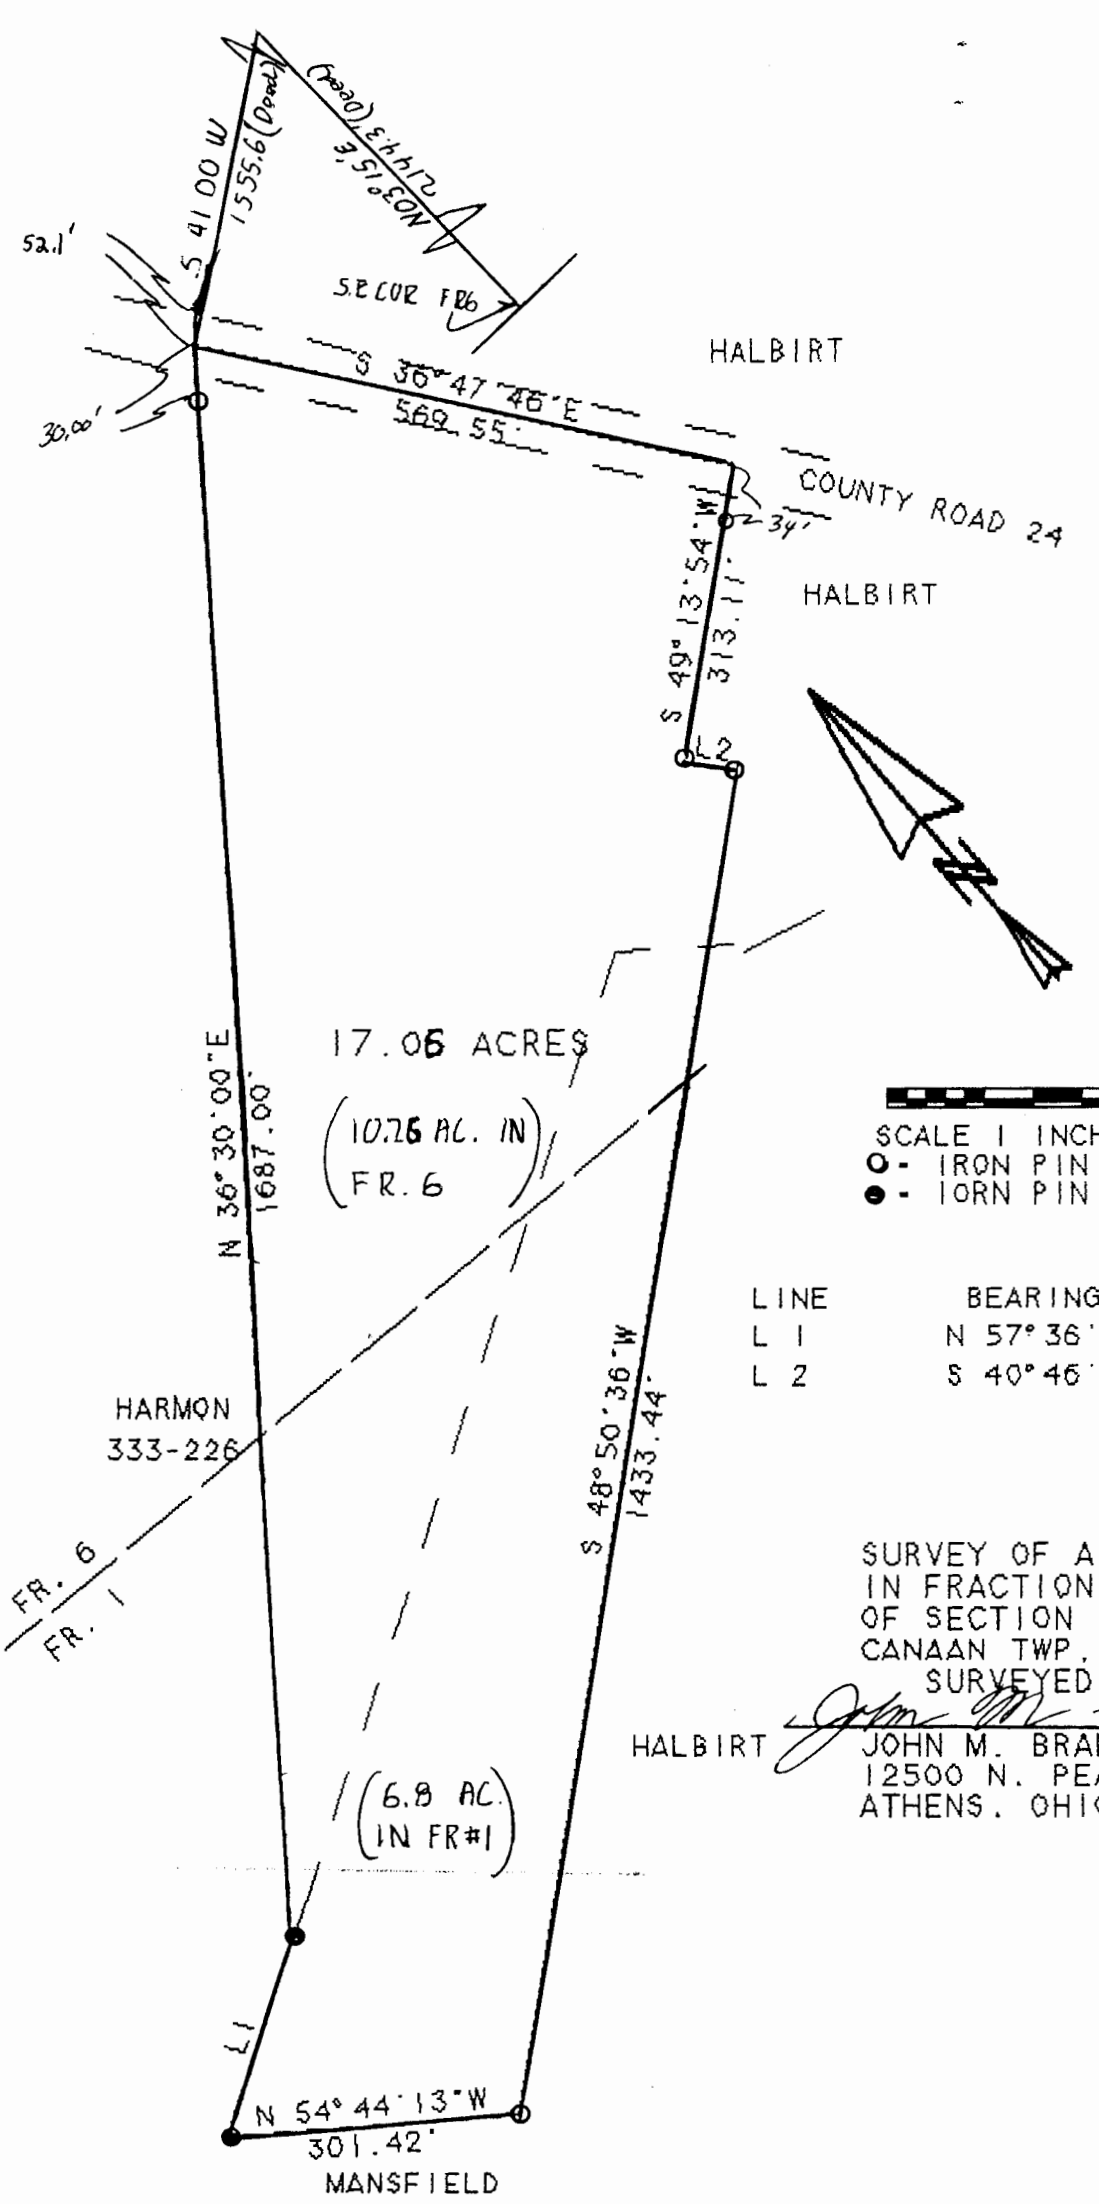 S 41 00 W
1555.6 (Deed)
N03°15'E
2,144.3' (Deed)
52.1'
S.E COR FR6
HALBIRT
S 36° 47' 46"E
569.55'
30.00'
COUNTY ROAD 24
34'
S 49° 13' 54" W
313.11'
HALBIRT
L2
N 36° 30' 00"E
1687.00'
17.06 ACRES
(10.26 AC. IN
FR. 6)
SCALE 1 INCH
O - IRON PIN
● - IORN PIN
LINE BEARING
L 1 N 57° 36'
L 2 S 40° 46'
S 48° 50' 36"W
1433.44'
HARMON
333-226
FR. 6
FR. 1
SURVEY OF A
IN FRACTION
OF SECTION
CANAAN TWP.
SURVEYED
John M
HALBIRT
JOHN M. BRA
12500 N. PEA
ATHENS. OHIO
(6.8 AC.
IN FR#1)
L1
N 54° 44' 13"W
301.42'
MANSFIELD